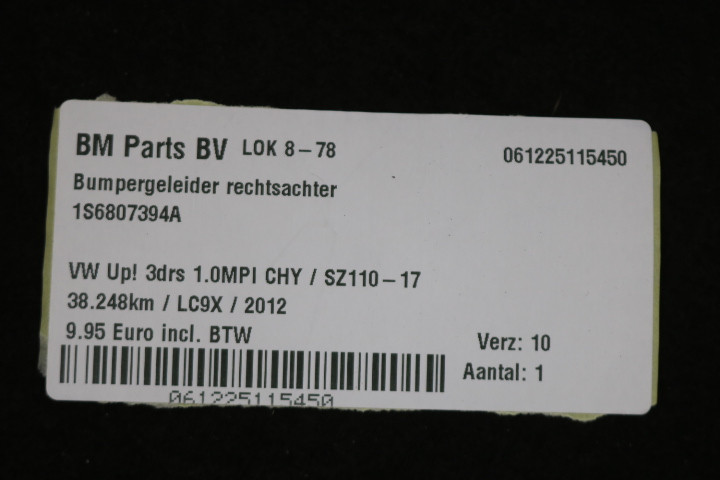 BM Parts BV LOK 8-78 061225115450
Bumpergeleider rechtsachter
1S6807394A
VW Up! 3drs 1.0MPI CHY / SZ110-17
38.248km / LC9X / 2012
9.95 Euro incl. BTW
Verz: 10
Aantal: 1
061225115450